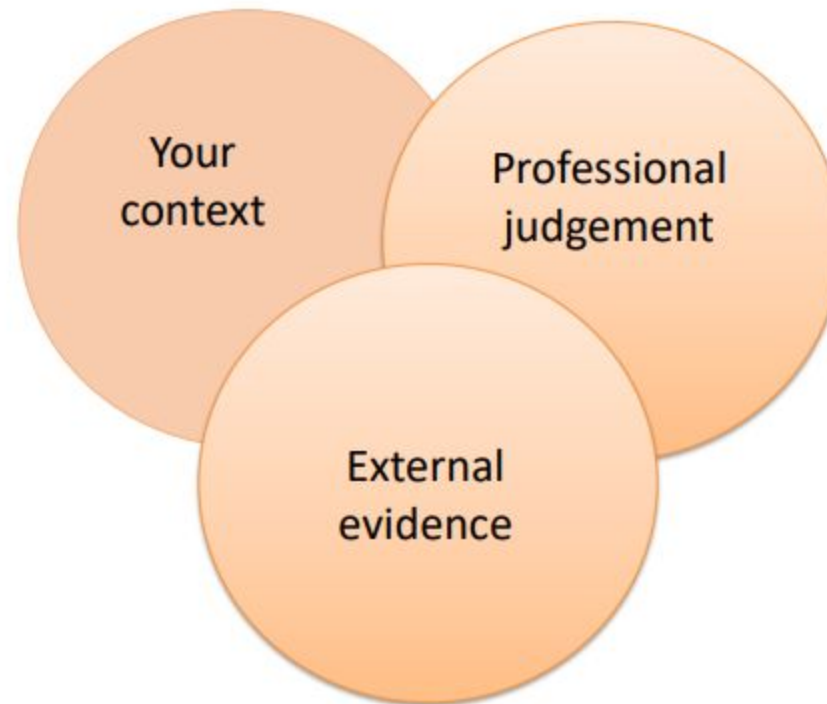 Your
context
Professional
judgement
External
evidence